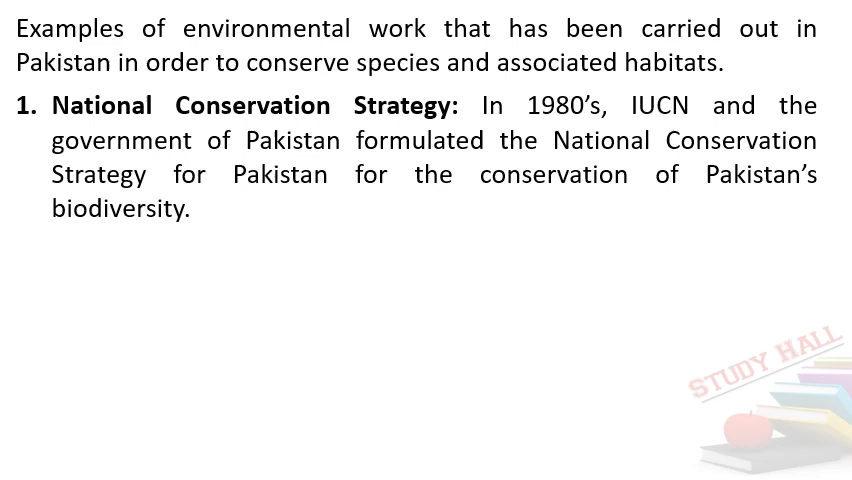 Examples of environmental work that has been carried out in
Pakistan in order to conserve species and associated habitats.
1. National Conservation Strategy: In 1980’s, IUCN and the
government of Pakistan formulated the National Conservation
Strategy for Pakistan for the conservation of Pakistan’s
biodiversity.
STUDY HALL